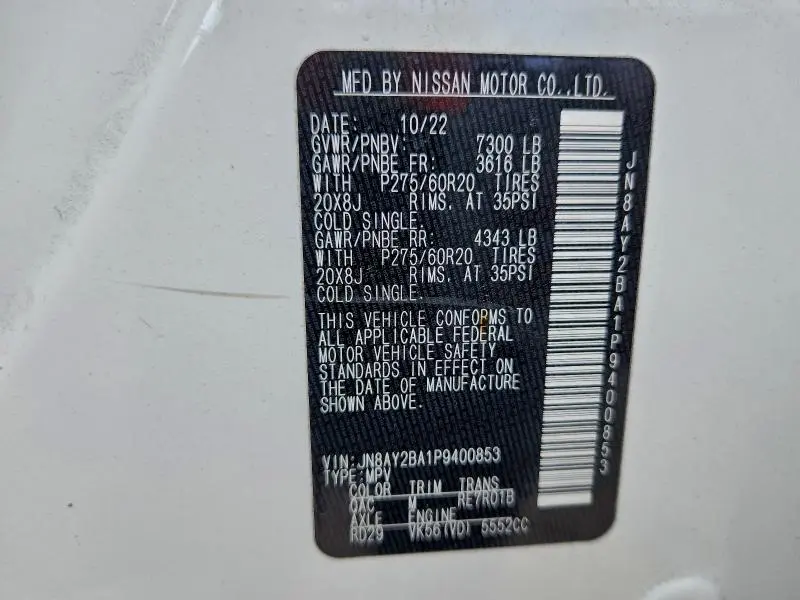 MFD BY NISSAN MOTOR CO.,LTD.
DATE: 10/22
GVWR/PNBV: 7300 LB
GAWR/PNBE FR: 3616 LB
WITH P275/60R20 TIRES
20X8J RIMS, AT 35PSI
COLD SINGLE.
GAWR/PNBE RR: 4343 LB
WITH P275/60R20 TIRES
20X8J RIMS, AT 35PSI
COLD SINGLE.
THIS VEHICLE CONFORMS TO
ALL APPLICABLE FEDERAL
MOTOR VEHICLE SAFETY
STANDARDS IN EFFECT ON
THE DATE OF MANUFACTURE
SHOWN ABOVE.
VIN:JN8AY2BA1P9400853
TYPE:MPV
COLOR TRIM TRANS
QAC M RE7R01B
AXLE ENGINE
RD29 VK56(VD) 5552CC
JN8AY2BA1P9400853